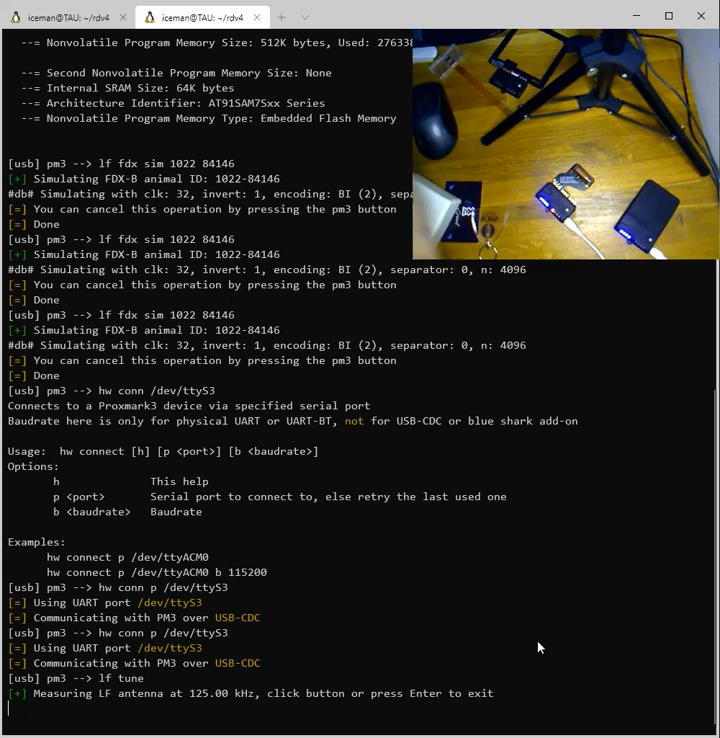 iceman@TAU: ~/rdv4
iceman@TAU: ~/rdv4
--= Nonvolatile Program Memory Size: 512K bytes, Used: 276338
--= Second Nonvolatile Program Memory Size: None
--= Internal SRAM Size: 64K bytes
--= Architecture Identifier: AT91SAM7Sxx Series
--= Nonvolatile Program Memory Type: Embedded Flash Memory
[usb] pm3 --> lf fdx sim 1022 84146
[+] Simulating FDX-B animal ID: 1022-84146
#db# Simulating with clk: 32, invert: 1, encoding: BI (2), sepa
[=] You can cancel this operation by pressing the pm3 button
[=] Done
[usb] pm3 --> lf fdx sim 1022 84146
[+] Simulating FDX-B animal ID: 1022-84146
#db# Simulating with clk: 32, invert: 1, encoding: BI (2), separator: 0, n: 4096
[=] You can cancel this operation by pressing the pm3 button
[=] Done
[usb] pm3 --> lf fdx sim 1022 84146
[+] Simulating FDX-B animal ID: 1022-84146
#db# Simulating with clk: 32, invert: 1, encoding: BI (2), separator: 0, n: 4096
[=] You can cancel this operation by pressing the pm3 button
[=] Done
[usb] pm3 --> hw conn /dev/ttyS3
Connects to a Proxmark3 device via specified serial port
Baudrate here is only for physical UART or UART-BT, not for USB-CDC or blue shark add-on
Usage:  hw connect [h] [p <port>] [b <baudrate>]
Options:
h              This help
p <port>       Serial port to connect to, else retry the last used one
b <baudrate>   Baudrate
Examples:
hw connect p /dev/ttyACM0
hw connect p /dev/ttyACM0 b 115200
[usb] pm3 --> hw conn p /dev/ttyS3
[=] Using UART port /dev/ttyS3
[=] Communicating with PM3 over USB-CDC
[usb] pm3 --> hw conn p /dev/ttyS3
[=] Using UART port /dev/ttyS3
[=] Communicating with PM3 over USB-CDC
[usb] pm3 --> lf tune
[+] Measuring LF antenna at 125.00 kHz, click button or press Enter to exit